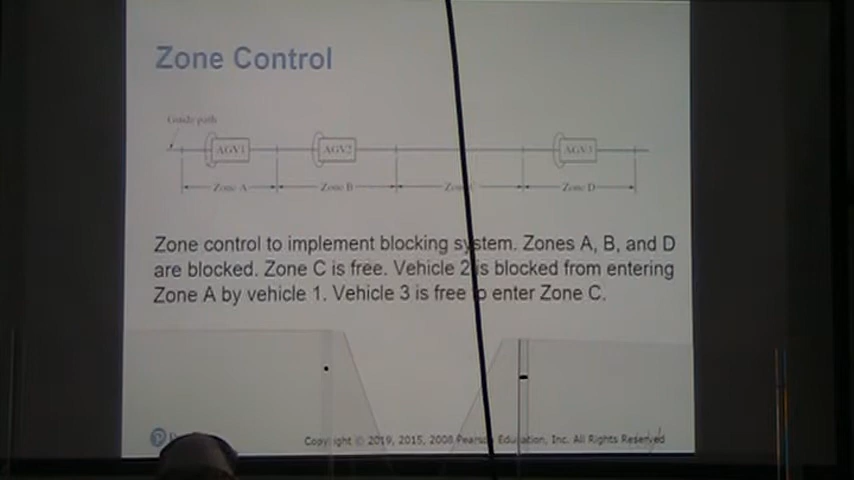 Zone Control
Guide path
AGV1 AGV2 AGV3
Zone A Zone B Zone C Zone D
Zone control to implement blocking system. Zones A, B, and D
are blocked. Zone C is free. Vehicle 2 is blocked from entering
Zone A by vehicle 1. Vehicle 3 is free to enter Zone C.
Copyright © 2019, 2015, 2008 Pearson Education, Inc. All Rights Reserved